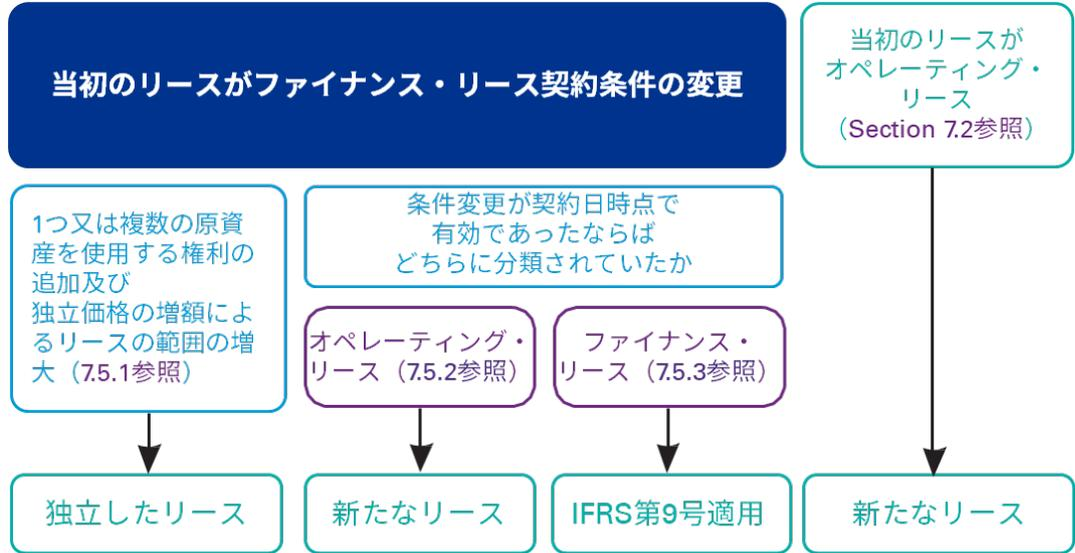 当初のリースがファイナンス・リース契約条件の変更
当初のリースが
オペレーティング・
リース
（Section 7.2参照）
1つ又は複数の原資
産を使用する権利の
追加及び
独立価格の増額によ
るリースの範囲の増
大（7.5.1参照）
条件変更が契約日時点で
有効であったならば
どちらに分類されていたか
オペレーティング・
リース（7.5.2参照）
ファイナンス・
リース（7.5.3参照）
独立したリース
新たなリース
IFRS第9号適用
新たなリース